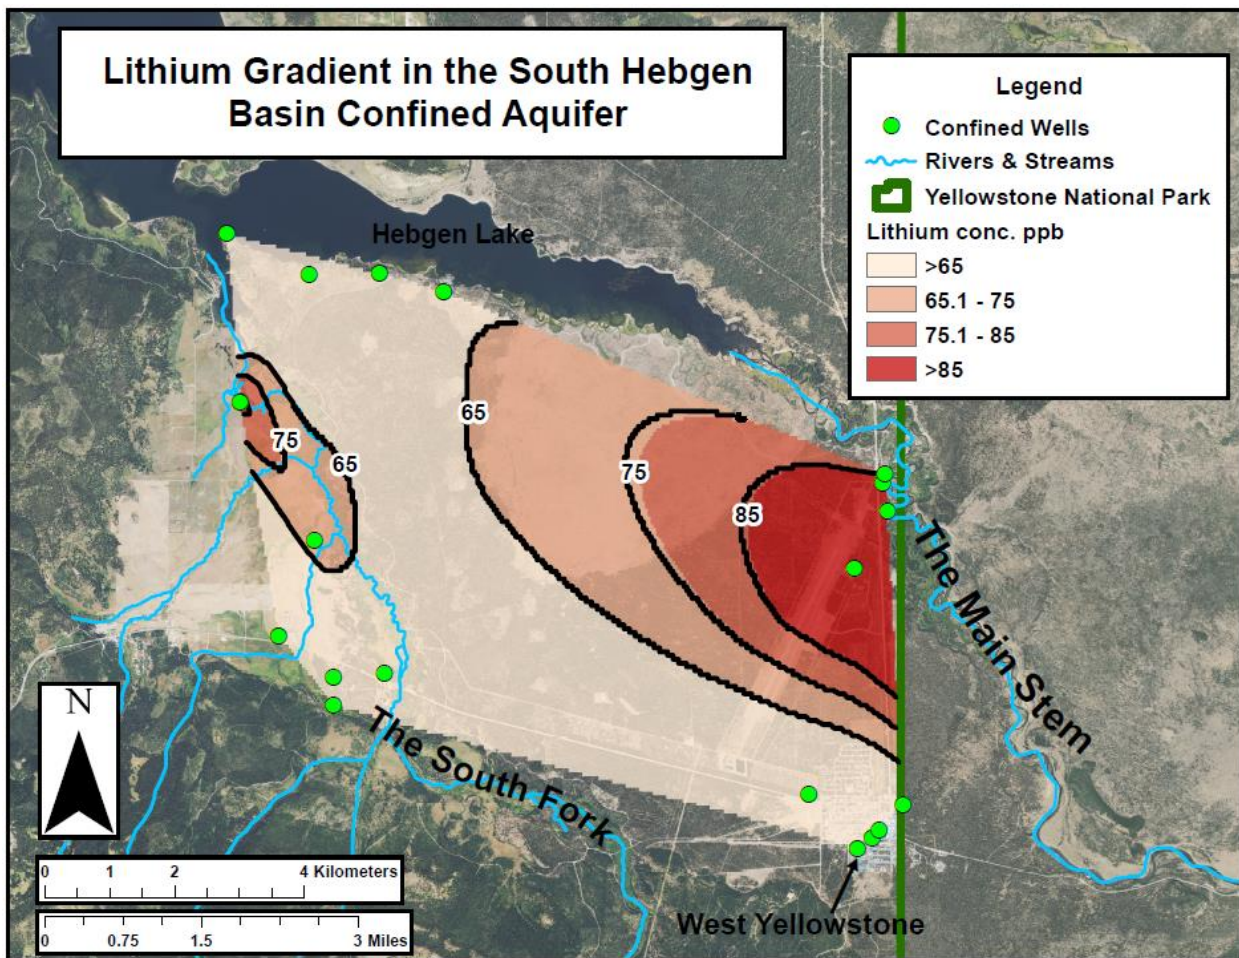 Lithium Gradient in the South Hebgen
Basin Confined Aquifer
Legend
Confined Wells
Rivers & Streams
Yellowstone National Park
Lithium conc. ppb
>65
65.1 - 75
75.1 - 85
>85
Hebgen Lake
65
75
85
75
65
The Main Stem
The South Fork
West Yellowstone
N
0 1 2 4 Kilometers
0 0.75 1.5 3 Miles